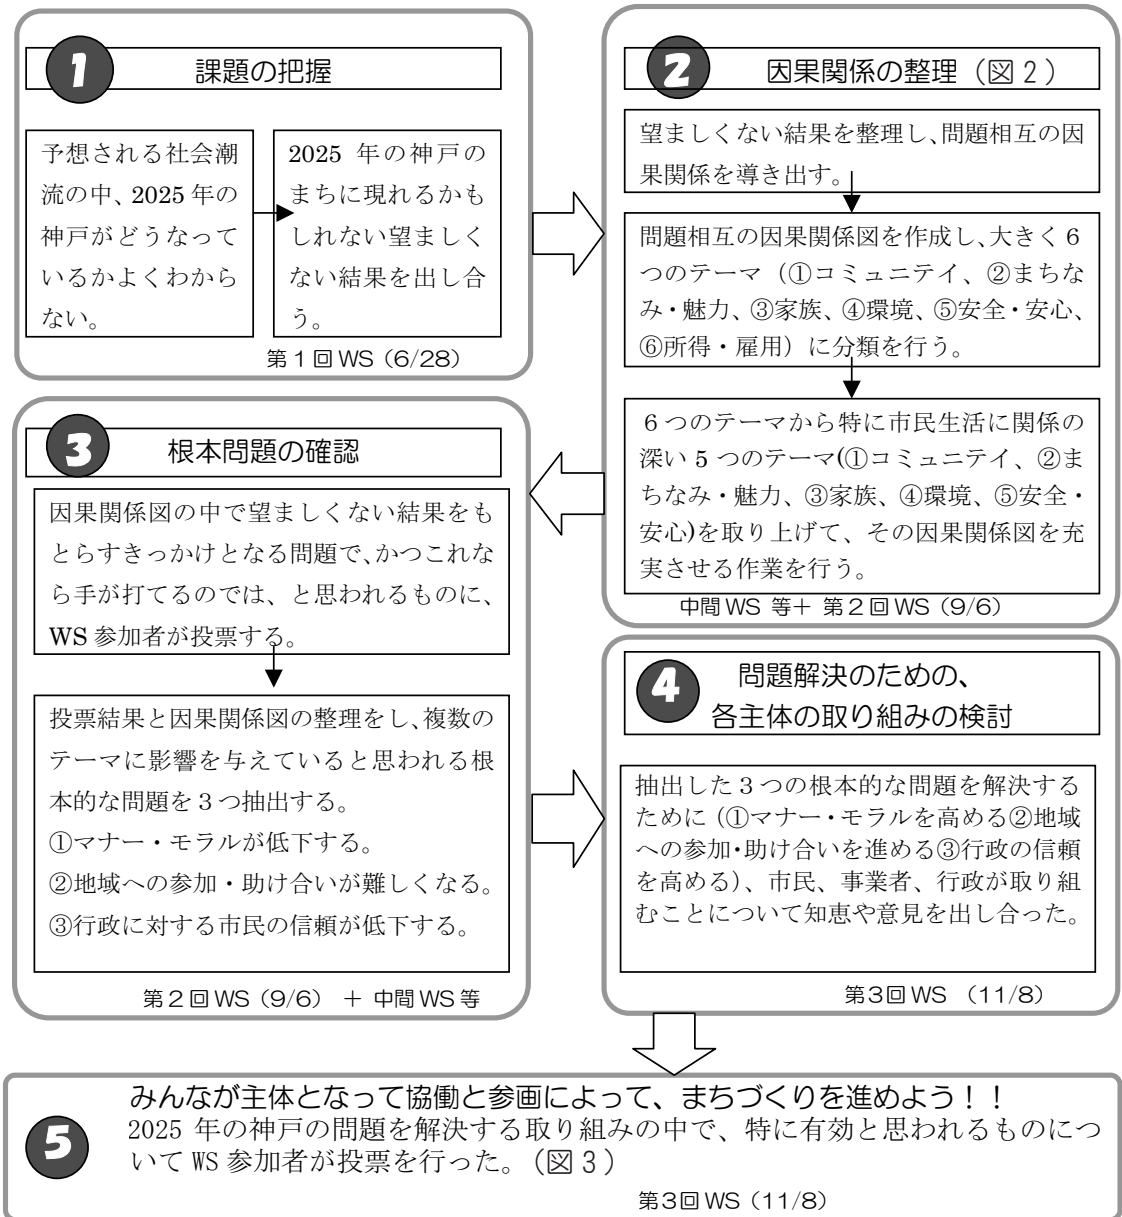 1
課題の把握
予想される社会潮
流の中、2025 年の
神戸がどうなって
いるかよくわから
ない。
2025 年の神戸の
まちに現れるかも
しれない望ましく
ない結果を出し合
う。
第１回 WS（6/28）
2
因果関係の整理（図２）
望ましくない結果を整理し、問題相互の因
果関係を導き出す。
問題相互の因果関係図を作成し、大きく６
つのテーマ（①コミュニテイ、②まちな
み・魅力、③家族、④環境、⑤安全・安心、
⑥所得・雇用）に分類を行う。
６つのテーマから特に市民生活に関係の
深い 5 つのテーマ(①コミュニテイ、②ま
ちなみ・魅力、③家族、④環境、⑤安全・
安心)を取り上げて、その因果関係図を充
実させる作業を行う。
中間 WS 等＋ 第２回 WS（9/6）
3
根本問題の確認
因果関係図の中で望ましくない結果をも
とらすきっかけとなる問題で、かつこれな
ら手が打てるのでは、と思われるものに、
WS 参加者が投票する。
投票結果と因果関係図の整理をし、複数の
テーマに影響を与えていると思われる根
本的な問題を３つ抽出する。
①マナー・モラルが低下する。
②地域への参加・助け合いが難しくなる。
③行政に対する市民の信頼が低下する。
第２回 WS（9/6） ＋ 中間 WS 等
4
問題解決のための、
各主体の取り組みの検討
抽出した３つの根本的な問題を解決する
ために（①マナー・モラルを高める②地域
への参加・助け合いを進める③行政の信頼
を高める）、市民、事業者、行政が取り組
むことについて知恵や意見を出し合った。
第3回 WS （11/8）
5
みんなが主体となって協働と参画によって、まちづくりを進めよう！！
2025 年の神戸の問題を解決する取り組みの中で、特に有効と思われるものにつ
いて WS 参加者が投票を行った。（図３）
第3回 WS（11/8）